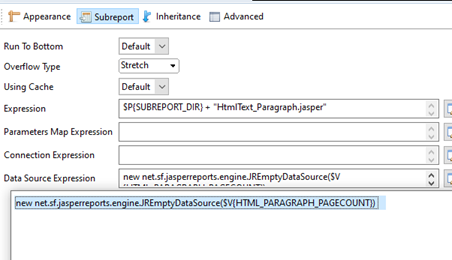 Appearance Subreport Inheritance Advanced
Run To Bottom Default
Overflow Type Stretch
Using Cache Default
Expression $P{SUBREPORT_DIR} + "HtmlText_Paragraph.jasper"
Parameters Map Expression
Connection Expression
Data Source Expression new net.sf.jasperreports.engine.JREmptyDataSource($V
{HTML_PARAGRAPH_PAGECOUNT})
new net.sf.jasperreports.engine.JREmptyDataSource($V{HTML_PARAGRAPH_PAGECOUNT})